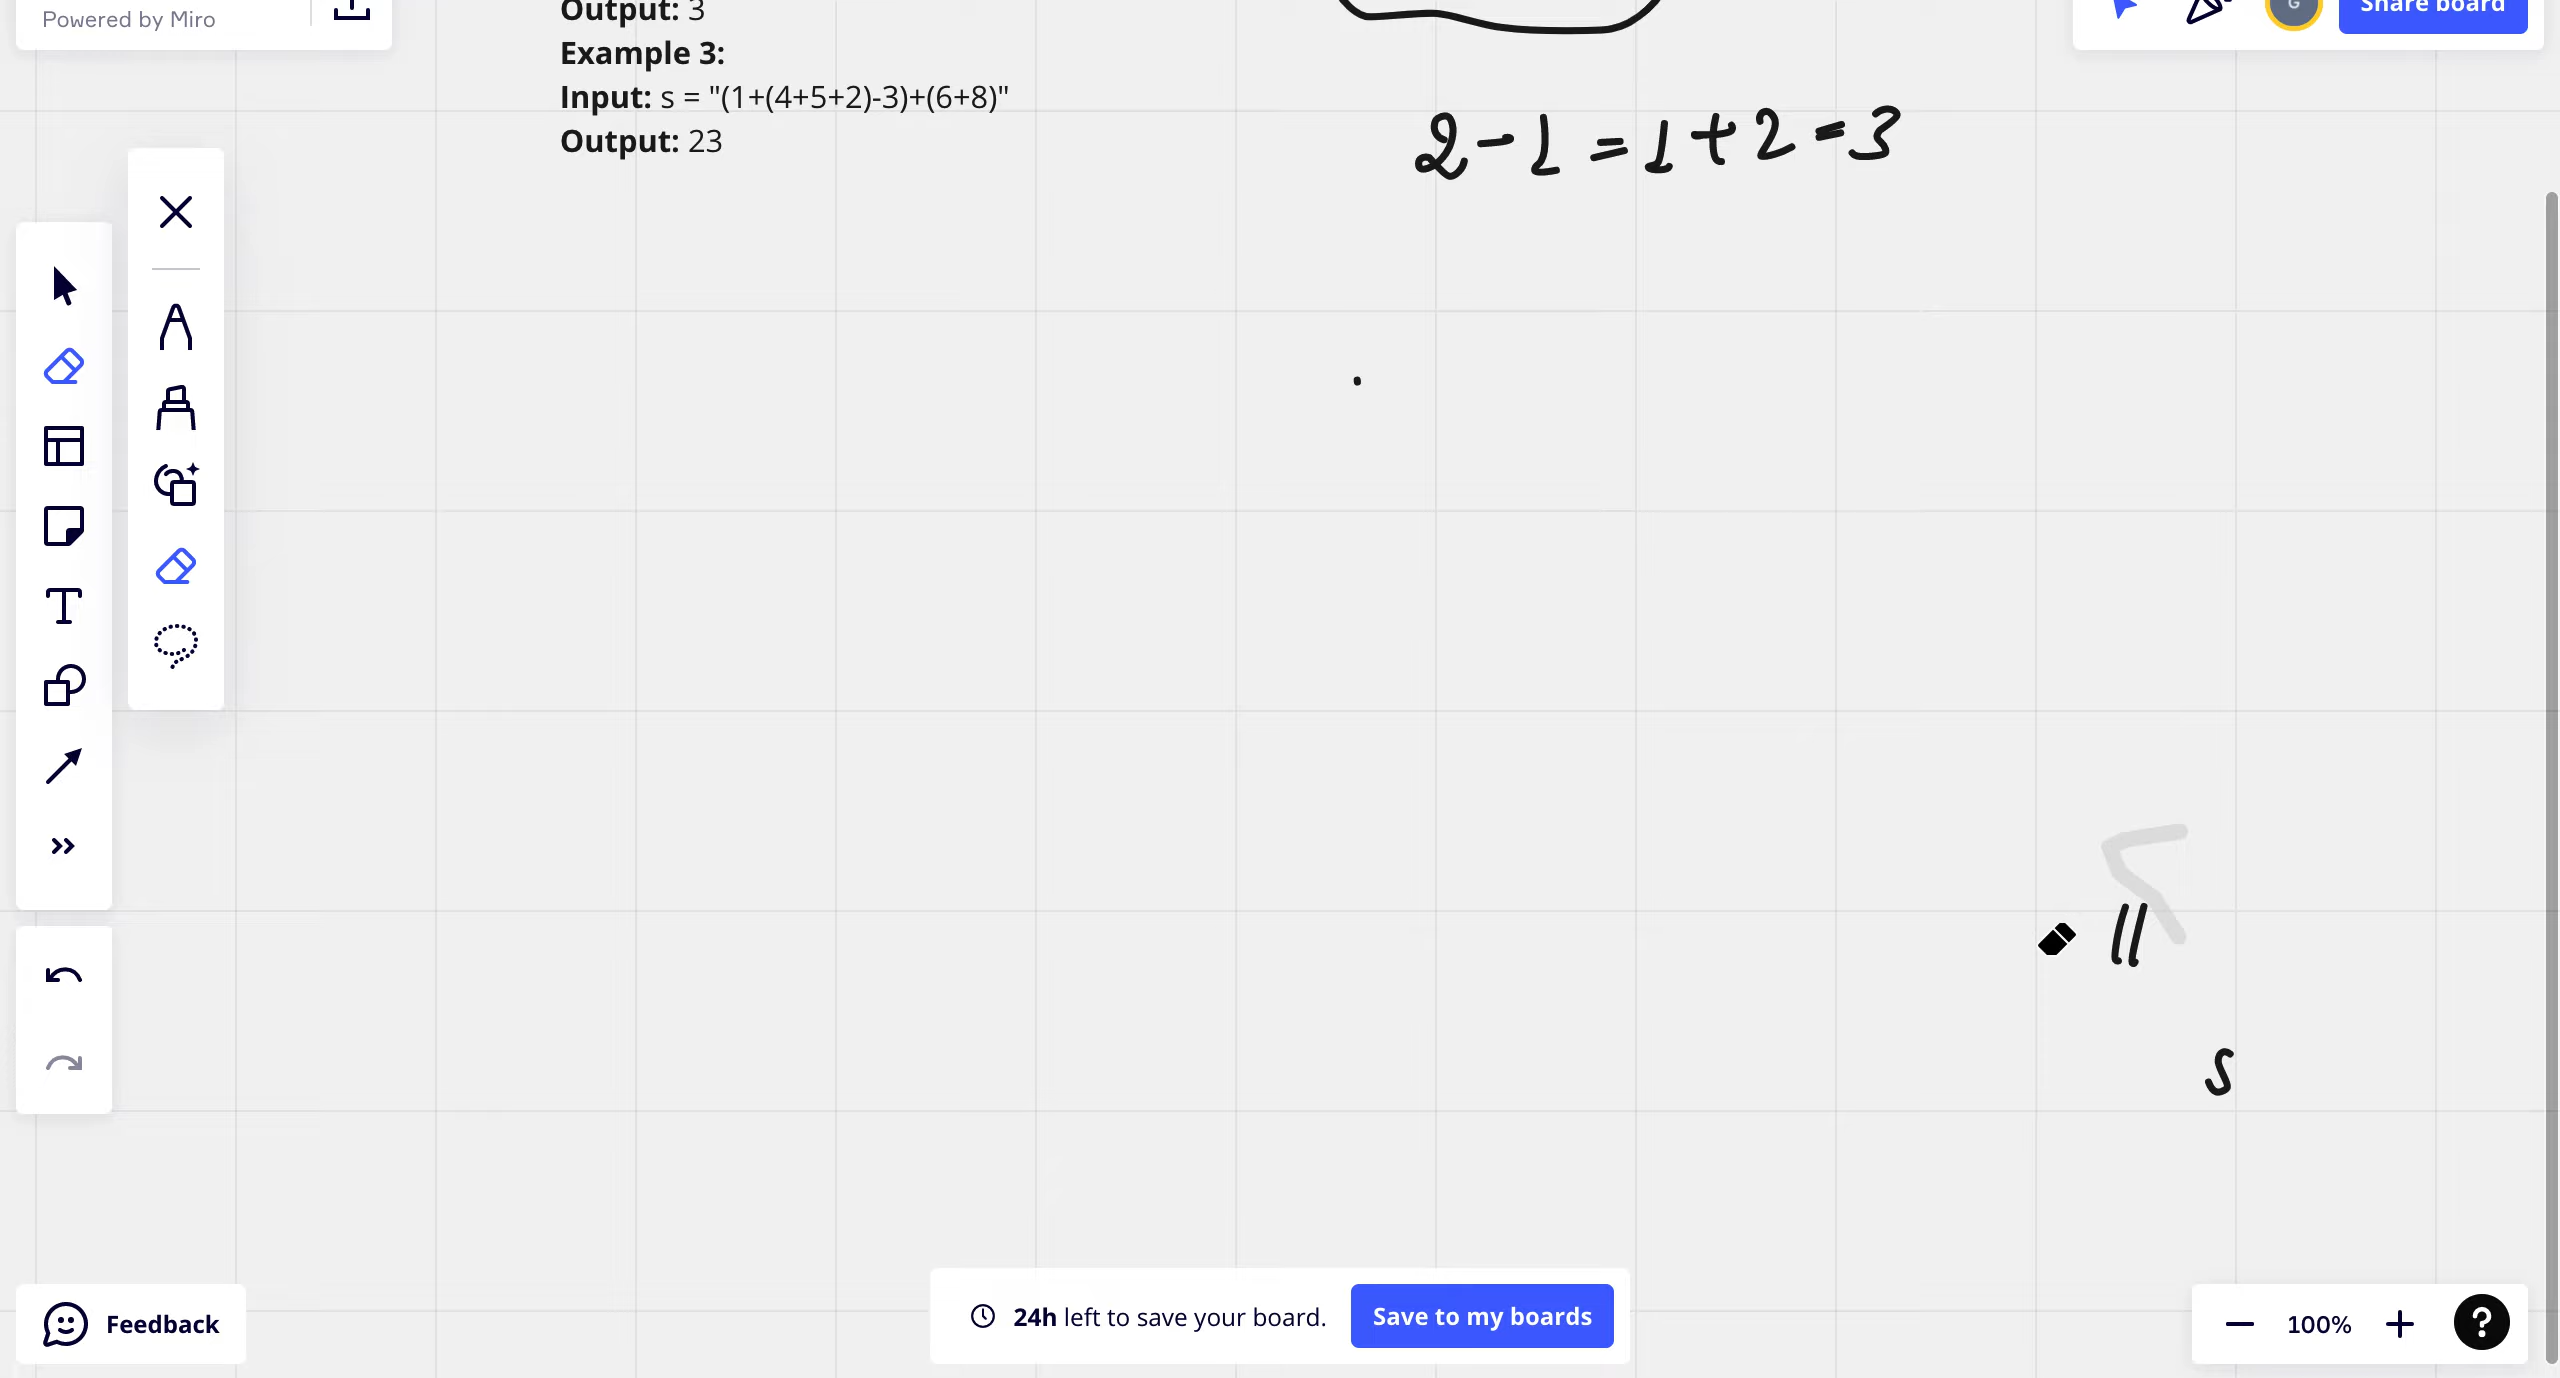 Powered by Miro
Output: 3
Example 3:
Input: s = "(1+(4+5+2)-3)+(6+8)"
Output: 23
Share board
G
2-1=1+2=3
11
s
Feedback
24h left to save your board.
Save to my boards
100%
?